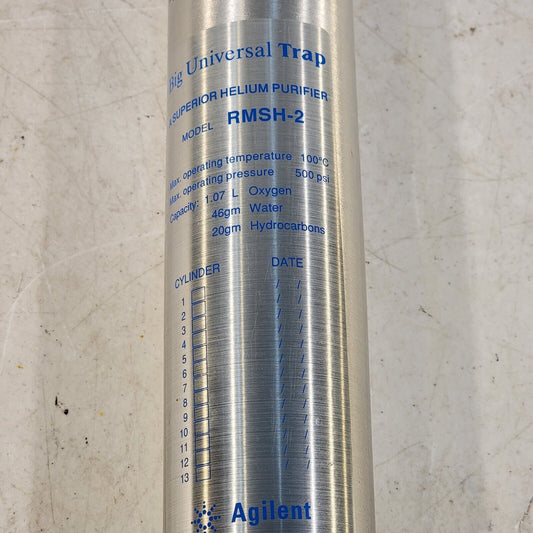 Big Universal Trap
A SUPERIOR HELIUM PURIFIER
MODEL RMSH-2
Max. operating temperature 100°C
Max. operating pressure 500 psi
Capacity: 1.07 L Oxygen
46gm Water
20gm Hydrocarbons
CYLINDER DATE
1 / /
2 / /
3 / /
4 / /
5 / /
6 / /
7 / /
8 / /
9 / /
10 / /
11 / /
12 / /
13
Agilent